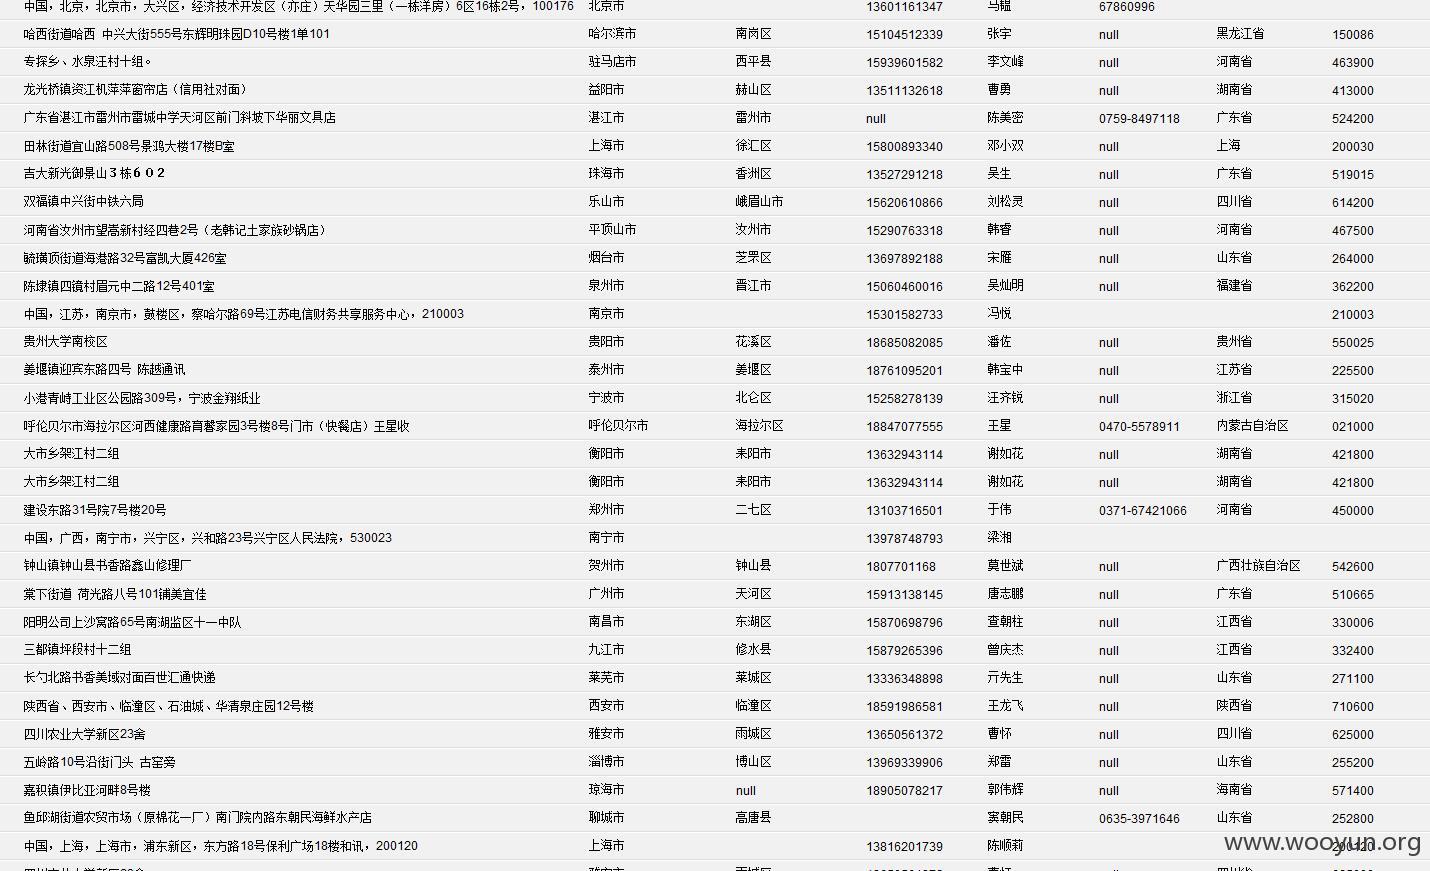 中国，北京，北京市，大兴区，经济技术开发区（亦庄）天华园三里（一栋洋房）6区16栋2号，100176 北京市 13601161347 马韫 67860996
哈西街道哈西 中兴大街555号东辉明珠园D10号楼1单101 哈尔滨市 南岗区 15104512339 张宇 null 黑龙江省 150086
专探乡、水泉汪村十组。 驻马店市 西平县 15939601582 李文峰 null 河南省 463900
龙光桥镇资江机萍萍窗帘店（信用社对面） 益阳市 赫山区 13511132618 曹勇 null 湖南省 413000
广东省湛江市雷州市雷城中学天河区前门斜坡下华丽文具店 湛江市 雷州市 null 陈美密 0759-8497118 广东省 524200
田林街道宜山路508号景鸿大楼17楼B室 上海市 徐汇区 15800893340 邓小双 null 上海 200030
吉大新光御景山３栋６０２ 珠海市 香洲区 13527291218 吴生 null 广东省 519015
双福镇中兴街中铁六局 乐山市 峨眉山市 15620610866 刘松灵 null 四川省 614200
河南省汝州市望嵩新村经四巷2号（老韩记土家族砂锅店） 平顶山市 汝州市 15290763318 韩睿 null 河南省 467500
毓璜顶街道海港路32号富凯大厦426室 烟台市 芝罘区 13697892188 宋雁 null 山东省 264000
陈埭镇四镜村眉元中二路12号401室 泉州市 晋江市 15060460016 吴灿明 null 福建省 362200
中国，江苏，南京市，鼓楼区，察哈尔路69号江苏电信财务共享服务中心，210003 南京市 15301582733 冯悦 210003
贵州大学南校区 贵阳市 花溪区 18685082085 潘佐 null 贵州省 550025
姜堰镇迎宾东路四号 陈越通讯 泰州市 姜堰区 18761095201 韩宝中 null 江苏省 225500
小港青峙工业区公园路309号，宁波金翔纸业 宁波市 北仑区 15258278139 汪齐锐 null 浙江省 315020
呼伦贝尔市海拉尔区河西健康路育馨家园3号楼8号门市（快餐店）王星收 呼伦贝尔市 海拉尔区 18847077555 王星 0470-5578911 内蒙古自治区 021000
大市乡架江村二组 衡阳市 耒阳市 13632943114 谢如花 null 湖南省 421800
大市乡架江村二组 衡阳市 耒阳市 13632943114 谢如花 null 湖南省 421800
建设东路31号院7号楼20号 郑州市 二七区 13103716501 于伟 0371-67421066 河南省 450000
中国，广西，南宁市，兴宁区，兴和路23号兴宁区人民法院，530023 南宁市 13978748793 梁湘
钟山镇钟山县书香路鑫山修理厂 贺州市 钟山县 1807701168 莫世斌 null 广西壮族自治区 542600
棠下街道 荷光路八号101铺美宜佳 广州市 天河区 15913138145 唐志鹏 null 广东省 510665
阳明公司上沙窝路65号南湖监区十一中队 南昌市 东湖区 15870698796 查朝柱 null 江西省 330006
三都镇坪段村十二组 九江市 修水县 15879265396 曾庆杰 null 江西省 332400
长勺北路书香美域对面百世汇通快递 莱芜市 莱城区 13336348898 亓先生 null 山东省 271100
陕西省、西安市、临潼区、石油城、华清泉庄园12号楼 西安市 临潼区 18591986581 王龙飞 null 陕西省 710600
四川农业大学新区23舍 雅安市 雨城区 13650561372 曹怀 null 四川省 625000
五岭路10号沿街门头 古窑旁 淄博市 博山区 13969339906 郑雷 null 山东省 255200
嘉积镇伊比亚河畔8号楼 琼海市 null 18905078217 郭伟辉 null 海南省 571400
鱼邱湖街道农贸市场（原棉花一厂）南门院内路东朝民海鲜水产店 聊城市 高唐县 窦朝民 0635-3971646 山东省 252800
中国，上海，上海市，浦东新区，东方路18号保利广场18楼和讯，200120 上海市 13816201739 陈顺莉 200120
www.wooyun.org